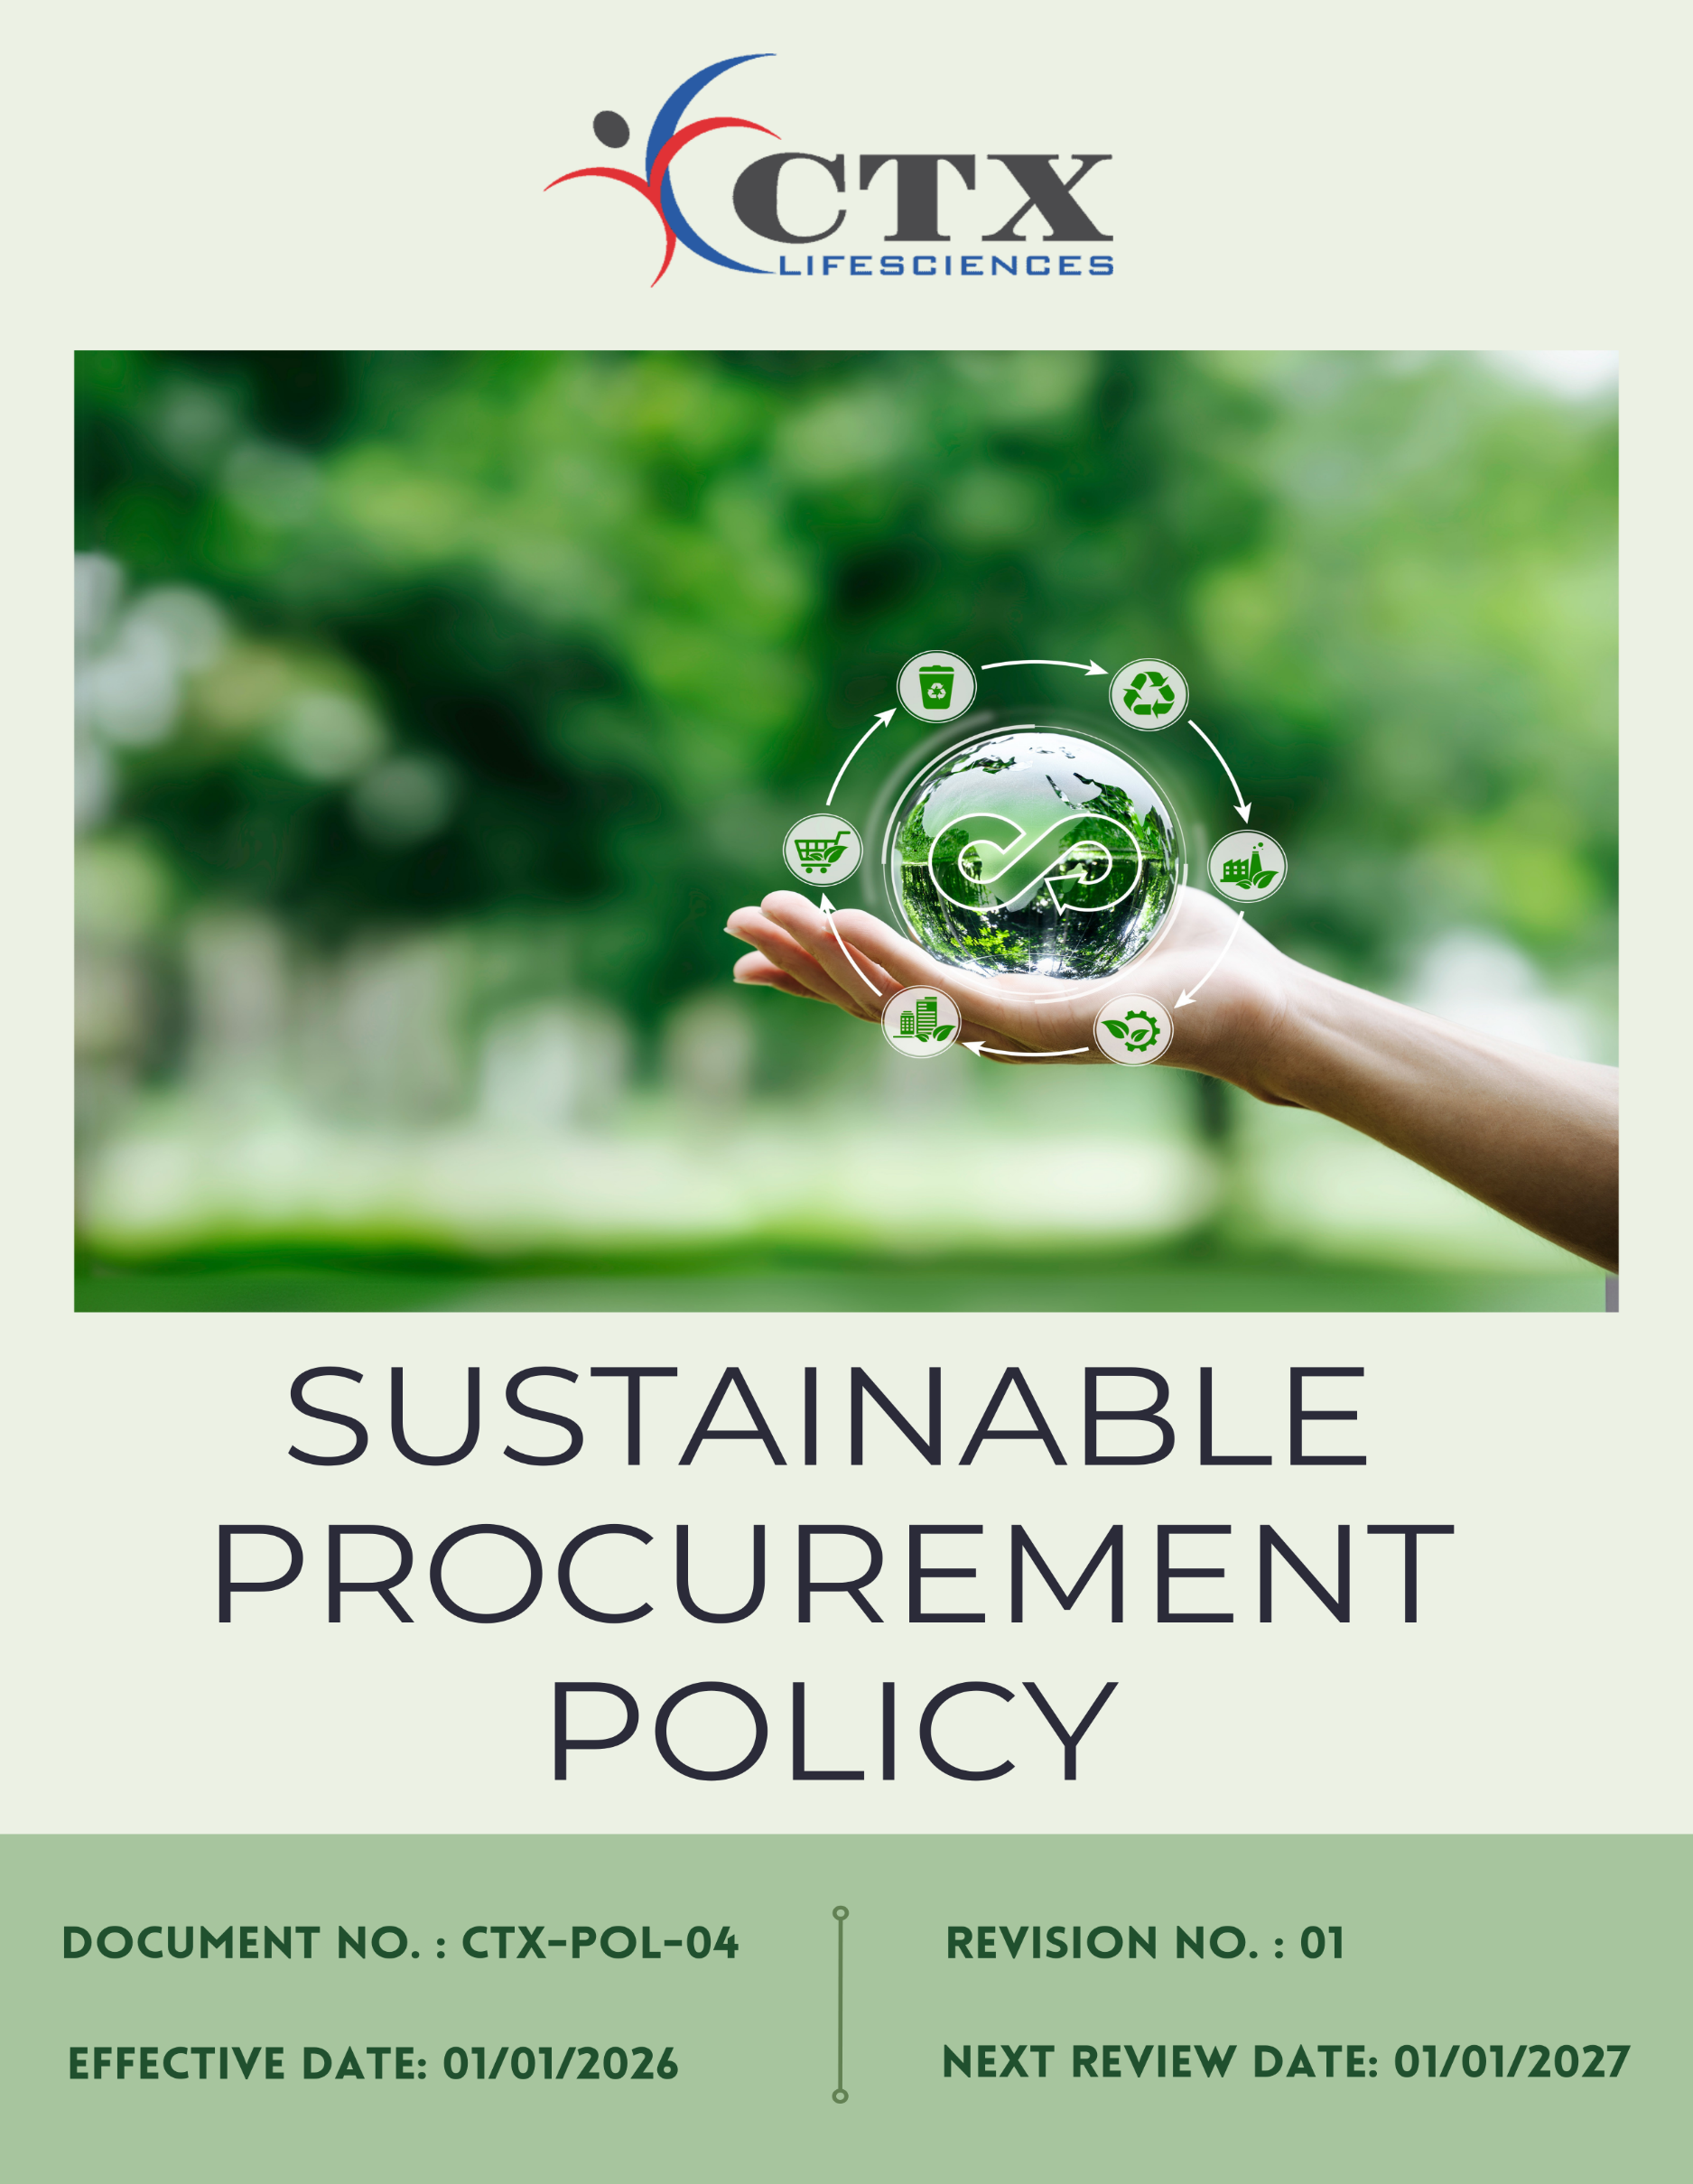 CTX
LIFESCIENCES
SUSTAINABLE
PROCUREMENT
POLICY
DOCUMENT NO. : CTX-POL-04
REVISION NO. : 01
EFFECTIVE DATE: 01/01/2026
NEXT REVIEW DATE: 01/01/2027